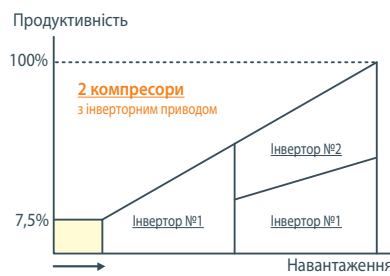 Продуктивність
100%
2 компресори
з інверторним приводом
Інвертор №2
7,5%
Інвертор №1
Інвертор №1
Навантаження